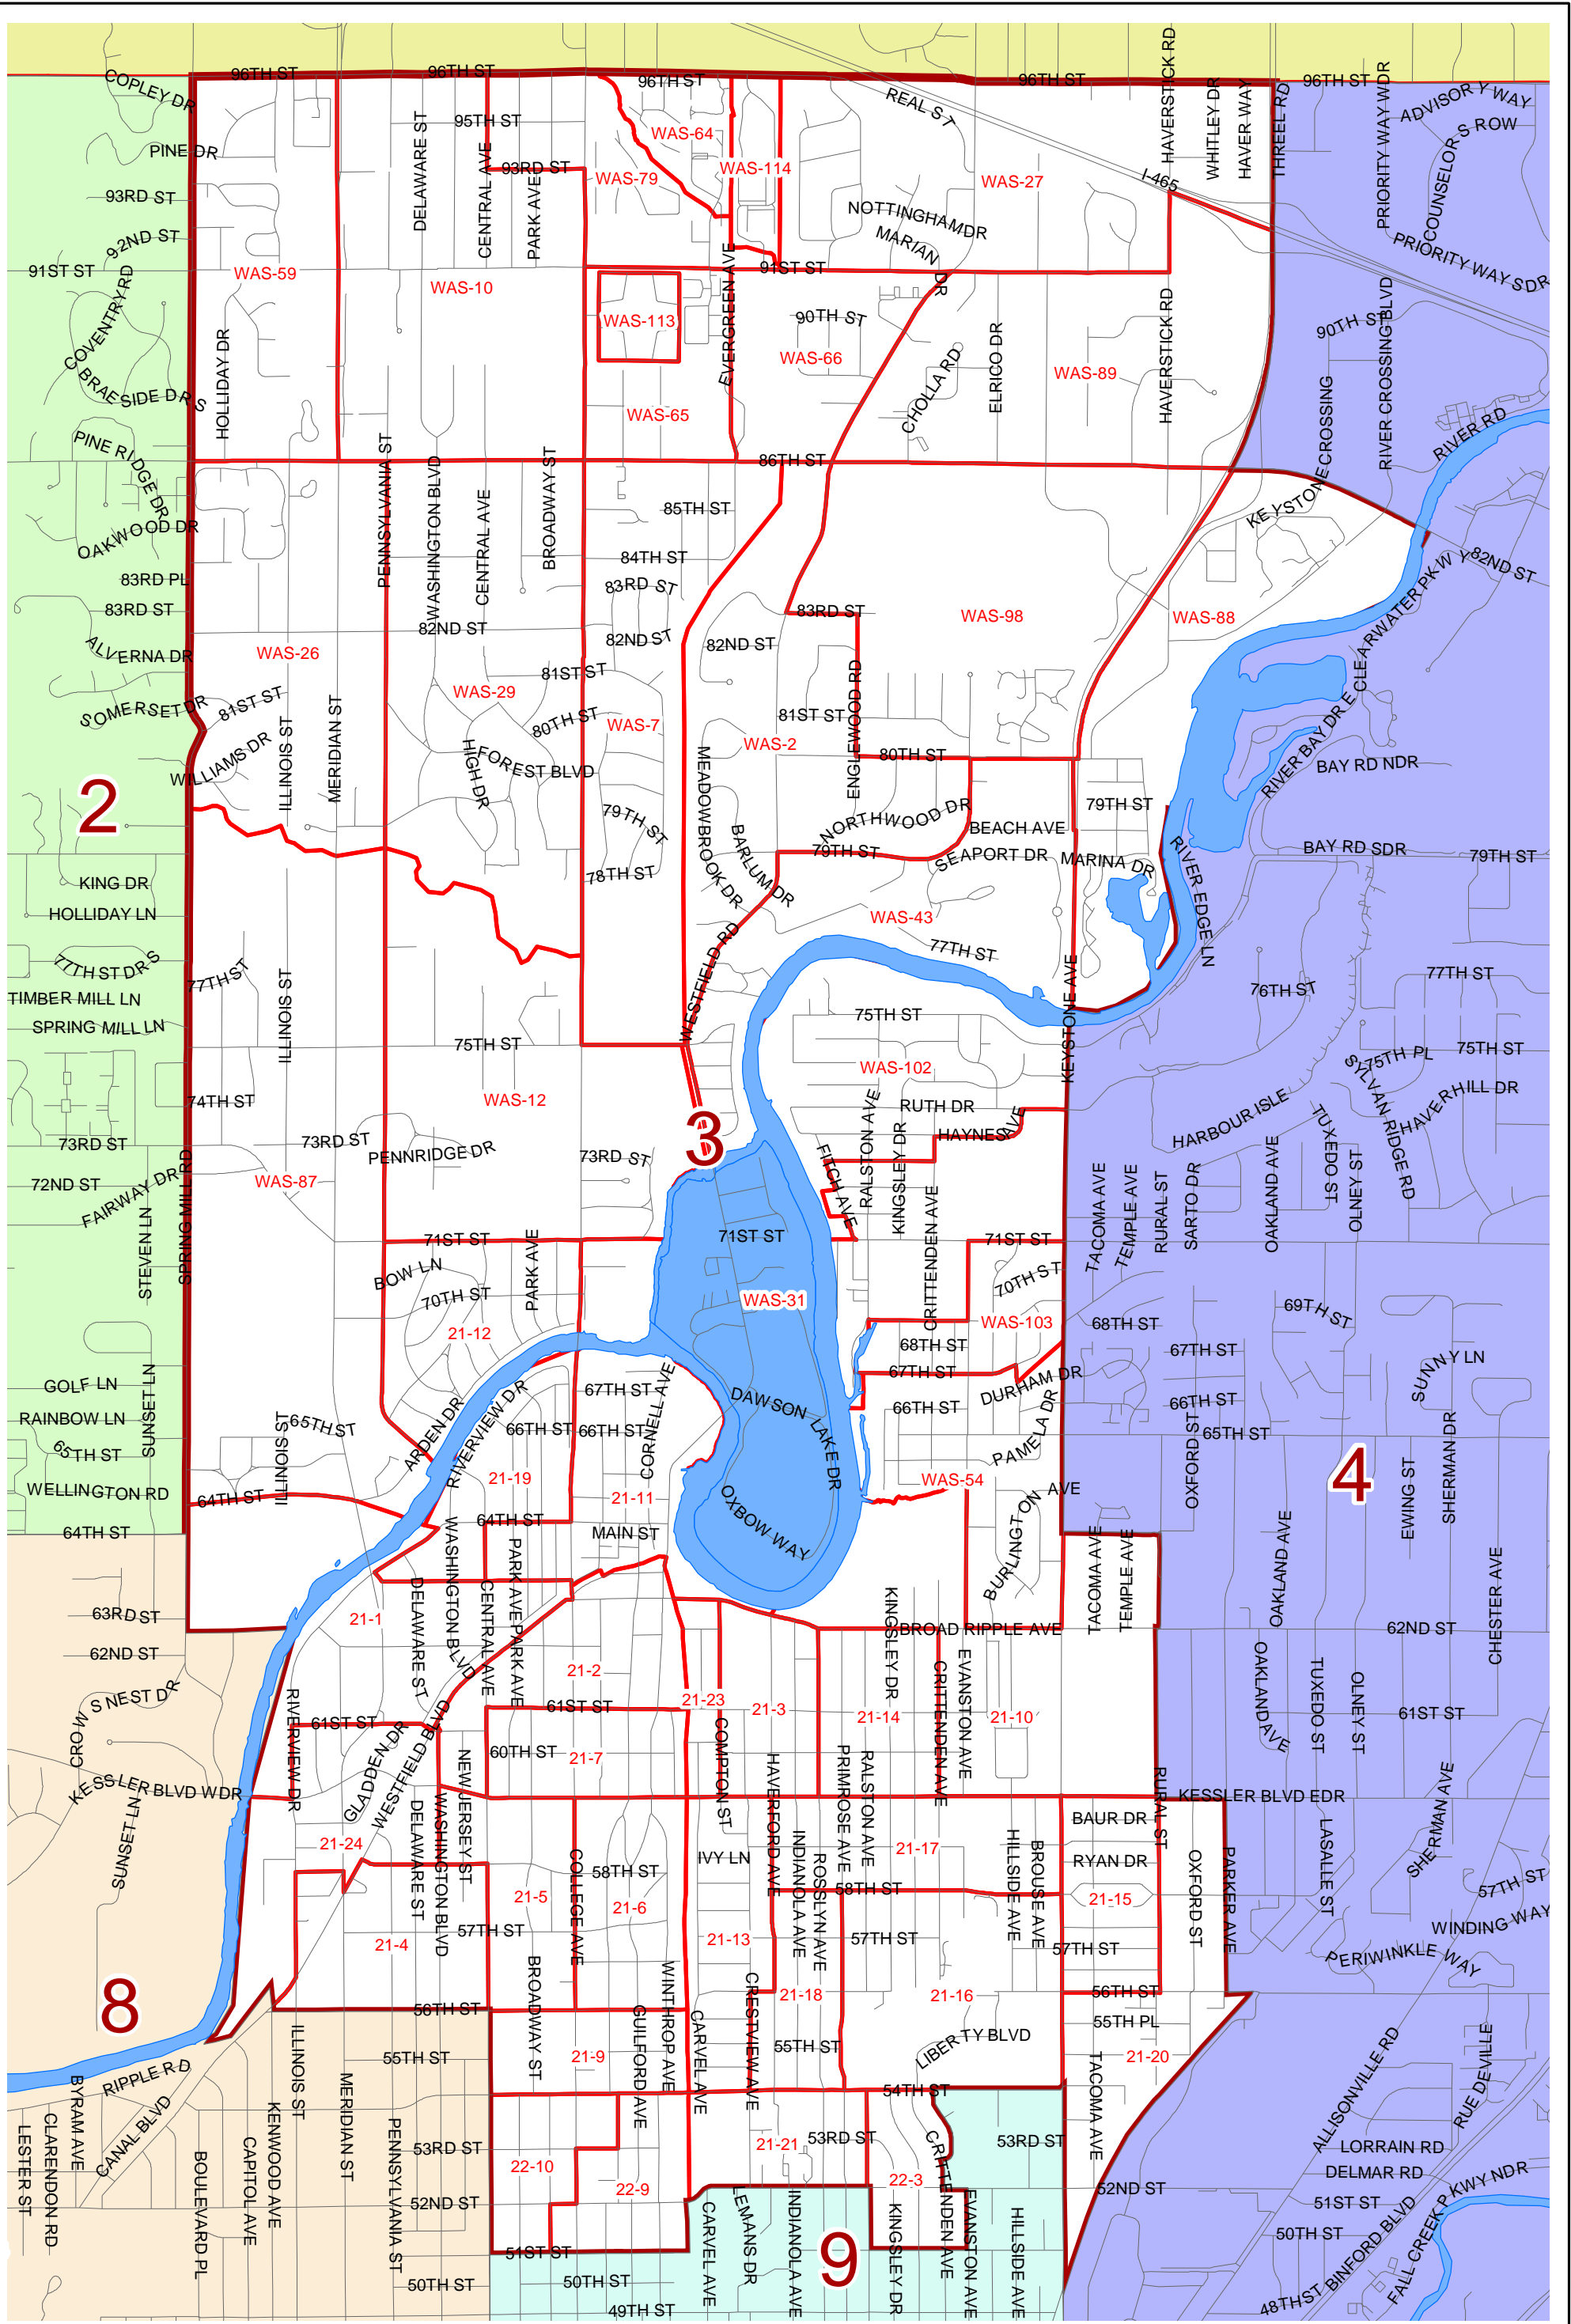 96TH ST
96TH ST
96TH ST
96TH ST
96TH ST
COPLEY DR
REAL ST
HAVERSTICK RD
WHITLEY DR
HAVER WAY
THREEL RD
PRIORITY WAY WDR
ADVISORY WAY
COUNSELORS ROW
95TH ST
WAS-64
DELAWARE ST
CENTRAL AVE
PINE DR
93RD ST
WAS-79
WAS-114
WAS-27
I-465
93RD ST
PARK AVE
NOTTINGHAMDR
MARIAN DR
92ND ST
PRIORITY WAY SDR
91ST ST
WAS-59
WAS-10
91ST ST
COVENTRYRD
EVERGREEN AVE
WAS-113
90TH ST
90TH ST
RIVER CROSSING BLVD
HOLLIDAY DR
WAS-66
CHOLLA RD
ELRICO DR
WAS-89
HAVERSTICK RD
BRAESIDE DR S
WAS-65
KEYSTONE CROSSING
RIVER RD
PINE RIDGE DR
PENNSYLVANIA ST
WASHINGTON BLVD
CENTRAL AVE
BROADWAY ST
86TH ST
85TH ST
OAKWOOD DR
84TH ST
82ND ST
83RD PL
83RD ST
83RD ST
83RD ST
WAS-98
WAS-88
CLEARWATER PKW Y
82ND ST
82ND ST
82ND ST
ALVERNA DR
WAS-26
81ST ST
WAS-29
SOMERSET DR
81ST ST
80TH ST
WAS-7
81ST ST
ENGLEWOOD RD
WAS-2
80TH ST
WILLIAMS DR
ILLINOIS ST
MERIDIAN ST
HIGH DR
FOREST BLVD
RIVER BAY DR E
BAY RD NDR
2
79TH ST
MEADOWBROOK DR
BARLUM DR
NORTHWOOD DR
79TH ST
BEACH AVE
79TH ST
SEAPORT DR
MARINA DR
RIVER EDGE LN
BAY RD SDR
79TH ST
KING DR
78TH ST
HOLLIDAY LN
WAS-43
77TH ST
77TH ST DR S
77TH ST
ILLINOIS ST
WESTFIELD RD
77TH ST
TIMBER MILL LN
76TH ST
SPRING MILL LN
75TH ST
75TH ST
KEYSTONE AVE
75TH PL
75TH ST
WAS-102
SYLVAN RIDGE RD
HAVERHILL DR
74TH ST
WAS-12
RALSTON AVE
RUTH DR
HARBOUR ISLE
TUXEDO ST
3
HAYNES AVE
73RD ST
73RD ST
PENNRIDGE DR
73RD ST
FITCH AVE
KINGSLEY DR
72ND ST
WAS-87
FAIRWAY DR
SPRING MILL RD
STEVEN LN
CRITTENDEN AVE
TACOMA AVE
TEMPLE AVE
RURAL ST
SARTO DR
OAKLAND AVE
OLNEY ST
71ST ST
71ST ST
71ST ST
BOW LN
PARK AVE
70TH ST
70TH ST
WAS-31
WAS-103
69TH ST
21-12
68TH ST
68TH ST
67TH ST
67TH ST
SUNNY LN
GOLF LN
SUNSET LN
67TH ST
CORNELL AVE
DAWSON LAKE DR
DURHAM DR
66TH ST
RAINBOW LN
65TH ST
ARDEN DR
RIVERVIEW DR
66TH ST
66TH ST
66TH ST
PAMELA DR
OXFORD ST
65TH ST
SHERMAN DR
65TH ST
ILLINOIS ST
21-19
WAS-54
4
WELLINGTON RD
64TH ST
21-11
OXBOW WAY
BURLINGTON AVE
EWING ST
64TH ST
64TH ST
MAIN ST
WASHINGTON BLVD
PARK AVE
TACOMA AVE
TEMPLE AVE
OAKLAND AVE
CHESTER AVE
63RD ST
21-1
DELAWARE ST
CENTRAL AVE
PARK AVE
KINGSLEY DR
BROAD RIPPLE AVE
62ND ST
62ND ST
21-2
CRITTENDEN AVE
EVANSTON AVE
OAKLAND AVE
TUXEDO ST
OLNEY ST
CROW S NEST DR
RIVERVIEW DR
61ST ST
61ST ST
21-23
21-3
21-14
21-10
61ST ST
GLADDEN DR
WESTFIELD BLVD
60TH ST
21-7
COMPTON ST
HAVERFORD AVE
PRIMROSE AVE
RALSTON AVE
KESSLER BLVD WDR
NEW JERSEY ST
KESSLER BLVD EDR
SUNSET LN
21-24
DELAWARE ST
WASHINGTON BLVD
BAUR DR
RURAL ST
LASALLE ST
SHERMAN AVE
58TH ST
IVY LN
INDIANOLA AVE
ROSSLYN AVE
21-17
HILLSIDE AVE
BROUSE AVE
RYAN DR
OXFORD ST
PARKER AVE
58TH ST
21-5
COLLEGE AVE
21-6
21-15
57TH ST
21-4
57TH ST
21-13
57TH ST
57TH ST
WINDING WAY
PERIWINKLE WAY
8
BROADWAY ST
WINTHROP AVE
CRESTVIEW AVE
21-18
21-16
56TH ST
56TH ST
GUILFORD AVE
CARVEL AVE
55TH PL
LIBERTY BLVD
55TH ST
21-9
55TH ST
21-20
RIPPLE RD
ILLINOIS ST
ALLISONVILLE RD
RUE DEVILLE
54TH ST
TACOMA AVE
BYRAM AVE
CANAL BLVD
CLARENDON RD
LESTER ST
KENWOOD AVE
MERIDIAN ST
PENNSYLVANIA ST
53RD ST
21-21
53RD ST
CRITTENDEN AVE
53RD ST
LORRAIN RD
BOULEVARD PL
CAPITOL AVE
22-10
22-9
22-3
52ND ST
DELMAR RD
FALL CREEK P KWY NDR
52ND ST
51ST ST
CARVEL AVE
LEMANS DR
INDIANOLA AVE
KINGSLEY DR
EVANSTON AVE
HILLSIDE AVE
50TH ST
BINFORD BLVD
51ST ST
9
50TH ST
50TH ST
49TH ST
48TH ST